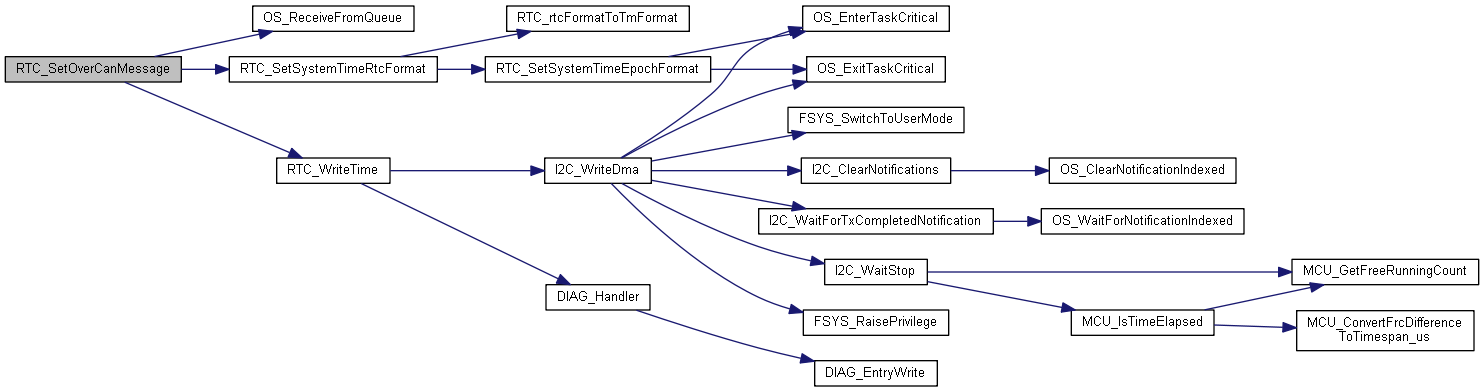 OS_ReceiveFromQueue
RTC_rtcFormatToTmFormat
OS_EnterTaskCritical
RTC_SetOverCanMessage
RTC_SetSystemTimeRtcFormat
RTC_SetSystemTimeEpochFormat
OS_ExitTaskCritical
FSYS_SwitchToUserMode
RTC_WriteTime
I2C_WriteDma
I2C_ClearNotifications
OS_ClearNotificationIndexed
I2C_WaitForTxCompletedNotification
OS_WaitForNotificationIndexed
I2C_WaitStop
MCU_GetFreeRunningCount
DIAG_Handler
FSYS_RaisePrivilege
MCU_IsTimeElapsed
MCU_ConvertFrcDifference
ToTimespan_us
DIAG_EntryWrite